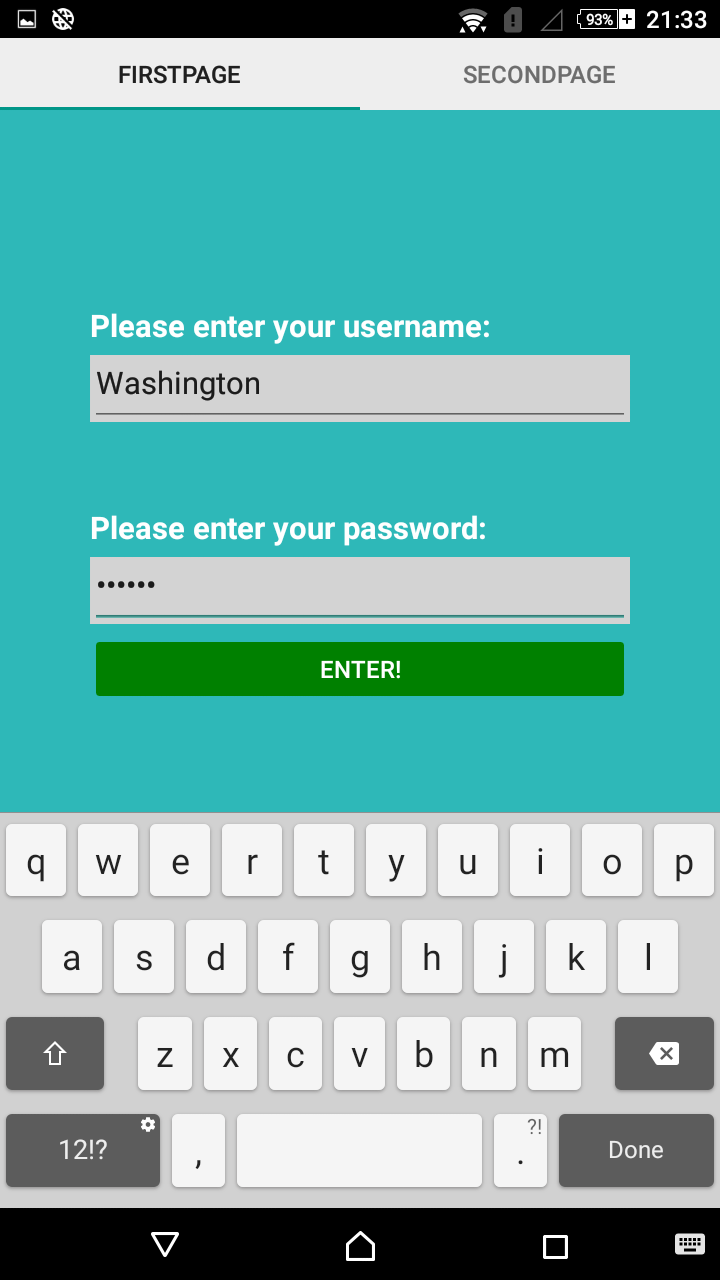 93% 21:33
FIRSTPAGE SECONDPAGE
Please enter your username:
Washington
Please enter your password:
••••••
ENTER!
q w e r t y u i o p
a s d f g h j k l
z x c v b n m
12!? , . ?! Done